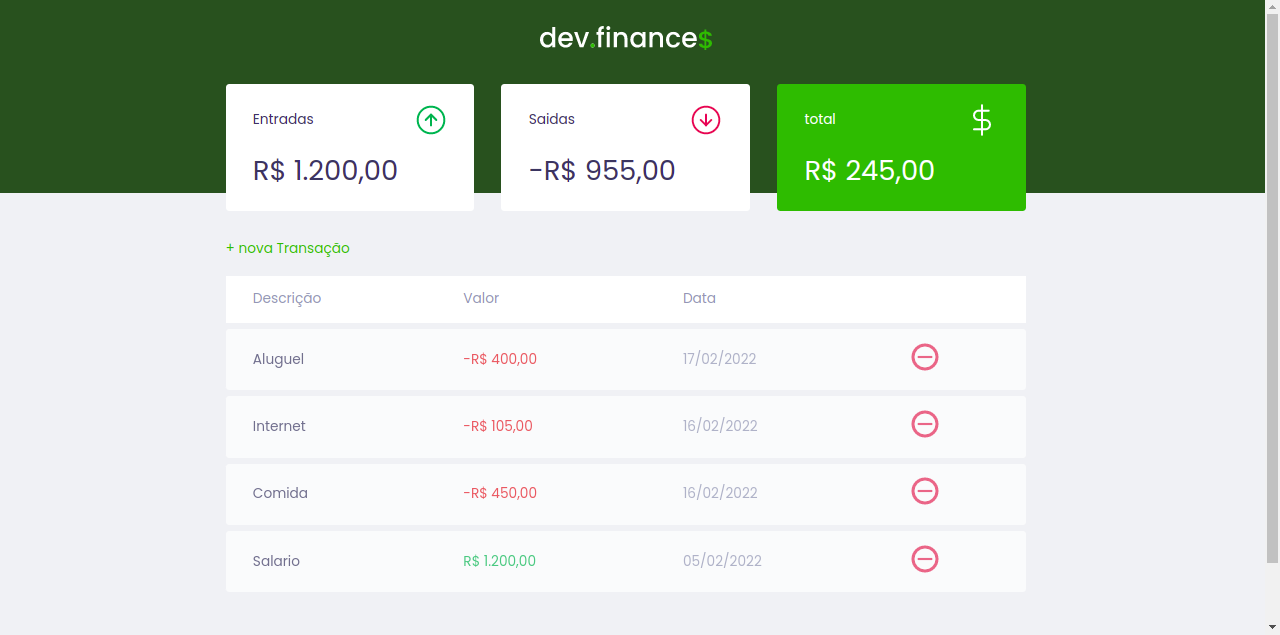 dev.finance$
Entradas
R$ 1.200,00
Saidas
-R$ 955,00
total
$
R$ 245,00
+ nova Transação
Descrição Valor Data
Aluguel -R$ 400,00 17/02/2022
Internet -R$ 105,00 16/02/2022
Comida -R$ 450,00 16/02/2022
Salario R$ 1.200,00 05/02/2022